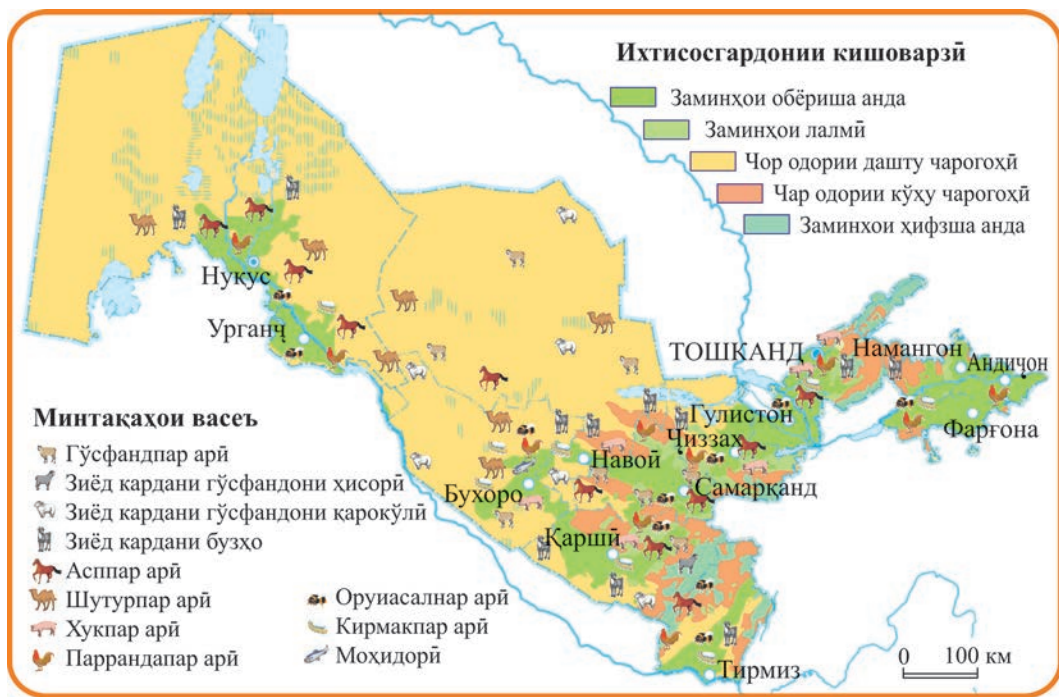 Ихтисосгардонии кишоварзӣ
Заминҳои обёриша анда
Заминҳои лалмӣ
Чор одории дашту чарогоҳӣ
Чар одории кӯҳу чарогоҳӣ
Заминхои ҳифзша анда
Нукус
Урганҷ
ТОШКАНД
Намангон
Андиҷон
Гулистон
Фарғона
Ҷиззах
Навоӣ
Самарқанд
Бухоро
Қаршӣ
Тирмиз
0 100 км
Минтақаҳои васеъ
Гӯсфандпар арӣ
Зиёд кардани гӯсфандони ҳисорӣ
Зиёд кардани гӯсфандони қарокӯлӣ
Зиёд кардани бузҳо
Асппар арӣ
Шутурпар арӣ
Хукпар арӣ
Паррандапар арӣ
Оруиасалнар арӣ
Кирмакпар арӣ
Моҳидорӣ